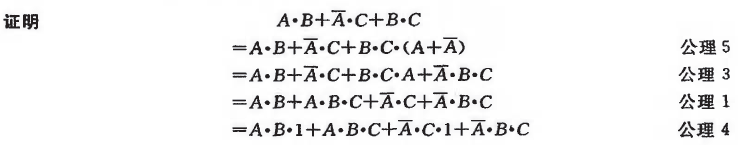 证明 A·B+A̅·C+B·C
=A·B+A̅·C+B·C·(A+A̅) 公理 5
=A·B+A̅·C+B·C·A+A̅·B·C 公理 3
=A·B+A·B·C+A̅·C+A̅·B·C 公理 1
=A·B·1+A·B·C+A̅·C·1+A̅·B·C 公理 4